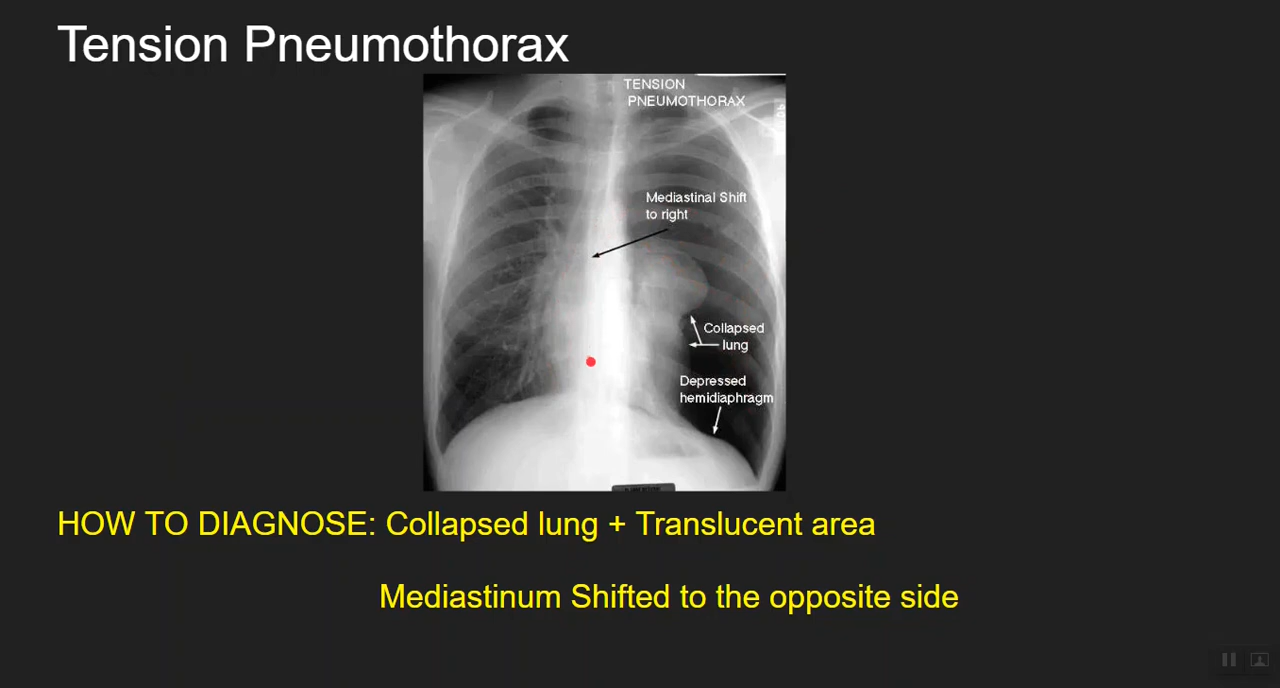 Tension Pneumothorax
TENSION
PNEUMOTHORAX
Mediastinal Shift
to right
Collapsed
lung
Depressed
hemidiaphragm
HOW TO DIAGNOSE: Collapsed lung + Translucent area
Mediastinum Shifted to the opposite side